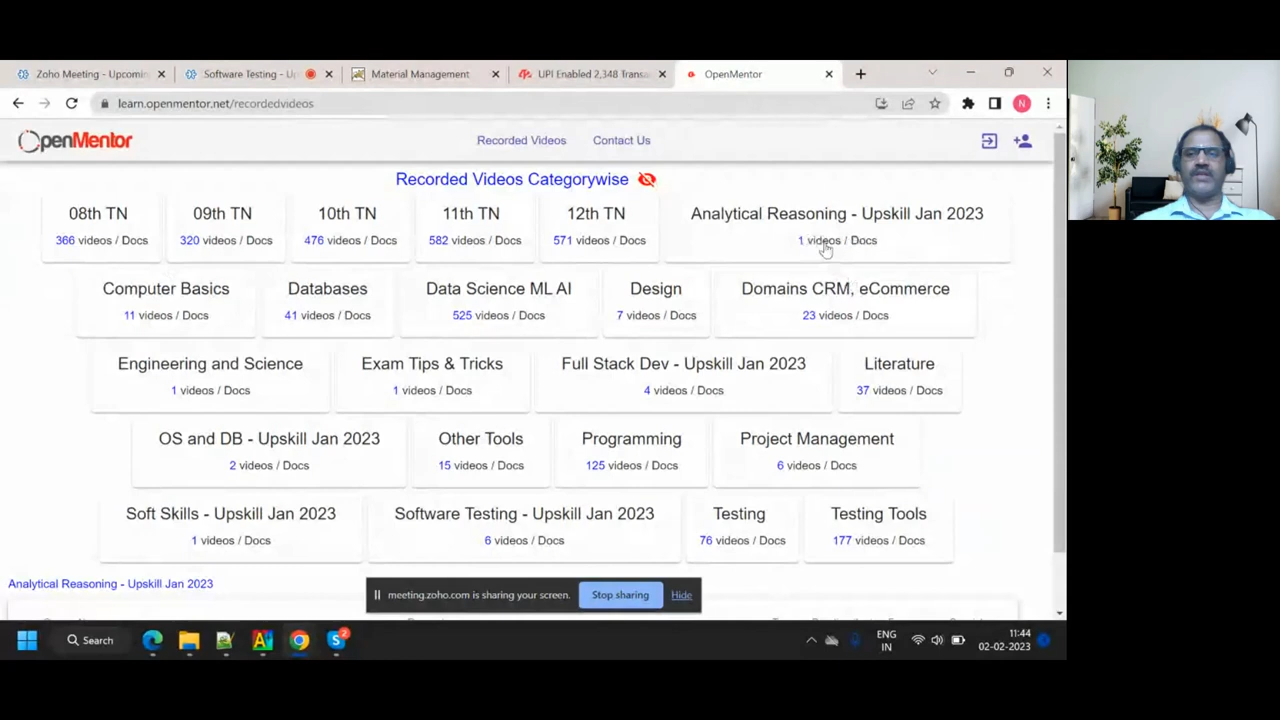 Zoho Meeting - Upcomin
Software Testing - Up
Material Management
UPI Enabled 2,348 Transa
OpenMentor
learn.openmentor.net/recordedvideos
N
OpenMentor
Recorded Videos
Contact Us
Recorded Videos Categorywise
08th TN
09th TN
10th TN
11th TN
12th TN
Analytical Reasoning - Upskill Jan 2023
366 videos / Docs
320 videos / Docs
476 videos / Docs
582 videos / Docs
571 videos / Docs
1 videos / Docs
Computer Basics
Databases
Data Science ML AI
Design
Domains CRM, eCommerce
11 videos / Docs
41 videos / Docs
525 videos / Docs
7 videos / Docs
23 videos / Docs
Engineering and Science
Exam Tips & Tricks
Full Stack Dev - Upskill Jan 2023
Literature
1 videos / Docs
1 videos / Docs
4 videos / Docs
37 videos / Docs
OS and DB - Upskill Jan 2023
Other Tools
Programming
Project Management
2 videos / Docs
15 videos / Docs
125 videos / Docs
6 videos / Docs
Soft Skills - Upskill Jan 2023
Software Testing - Upskill Jan 2023
Testing
Testing Tools
1 videos / Docs
6 videos / Docs
76 videos / Docs
177 videos / Docs
Analytical Reasoning - Upskill Jan 2023
meeting.zoho.com is sharing your screen.
Stop sharing
Hide
Search
2
ENG
IN
11:44
02-02-2023